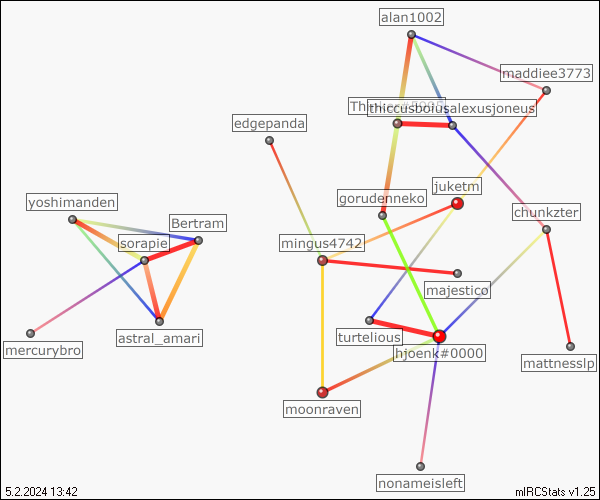 alan1002
maddiee3773
thiccusboiusalexusjoneus
edgepanda
juketm
yoshimanden
gorudenneko
chunkzter
Bertram
sorapie
mingus4742
majestico
astral_amari
turtelious
mercurybro
hjoenk#0000
mattnesslp
moonraven
nonameisleft
5.2.2024 13:42
mIRCStats v1.25